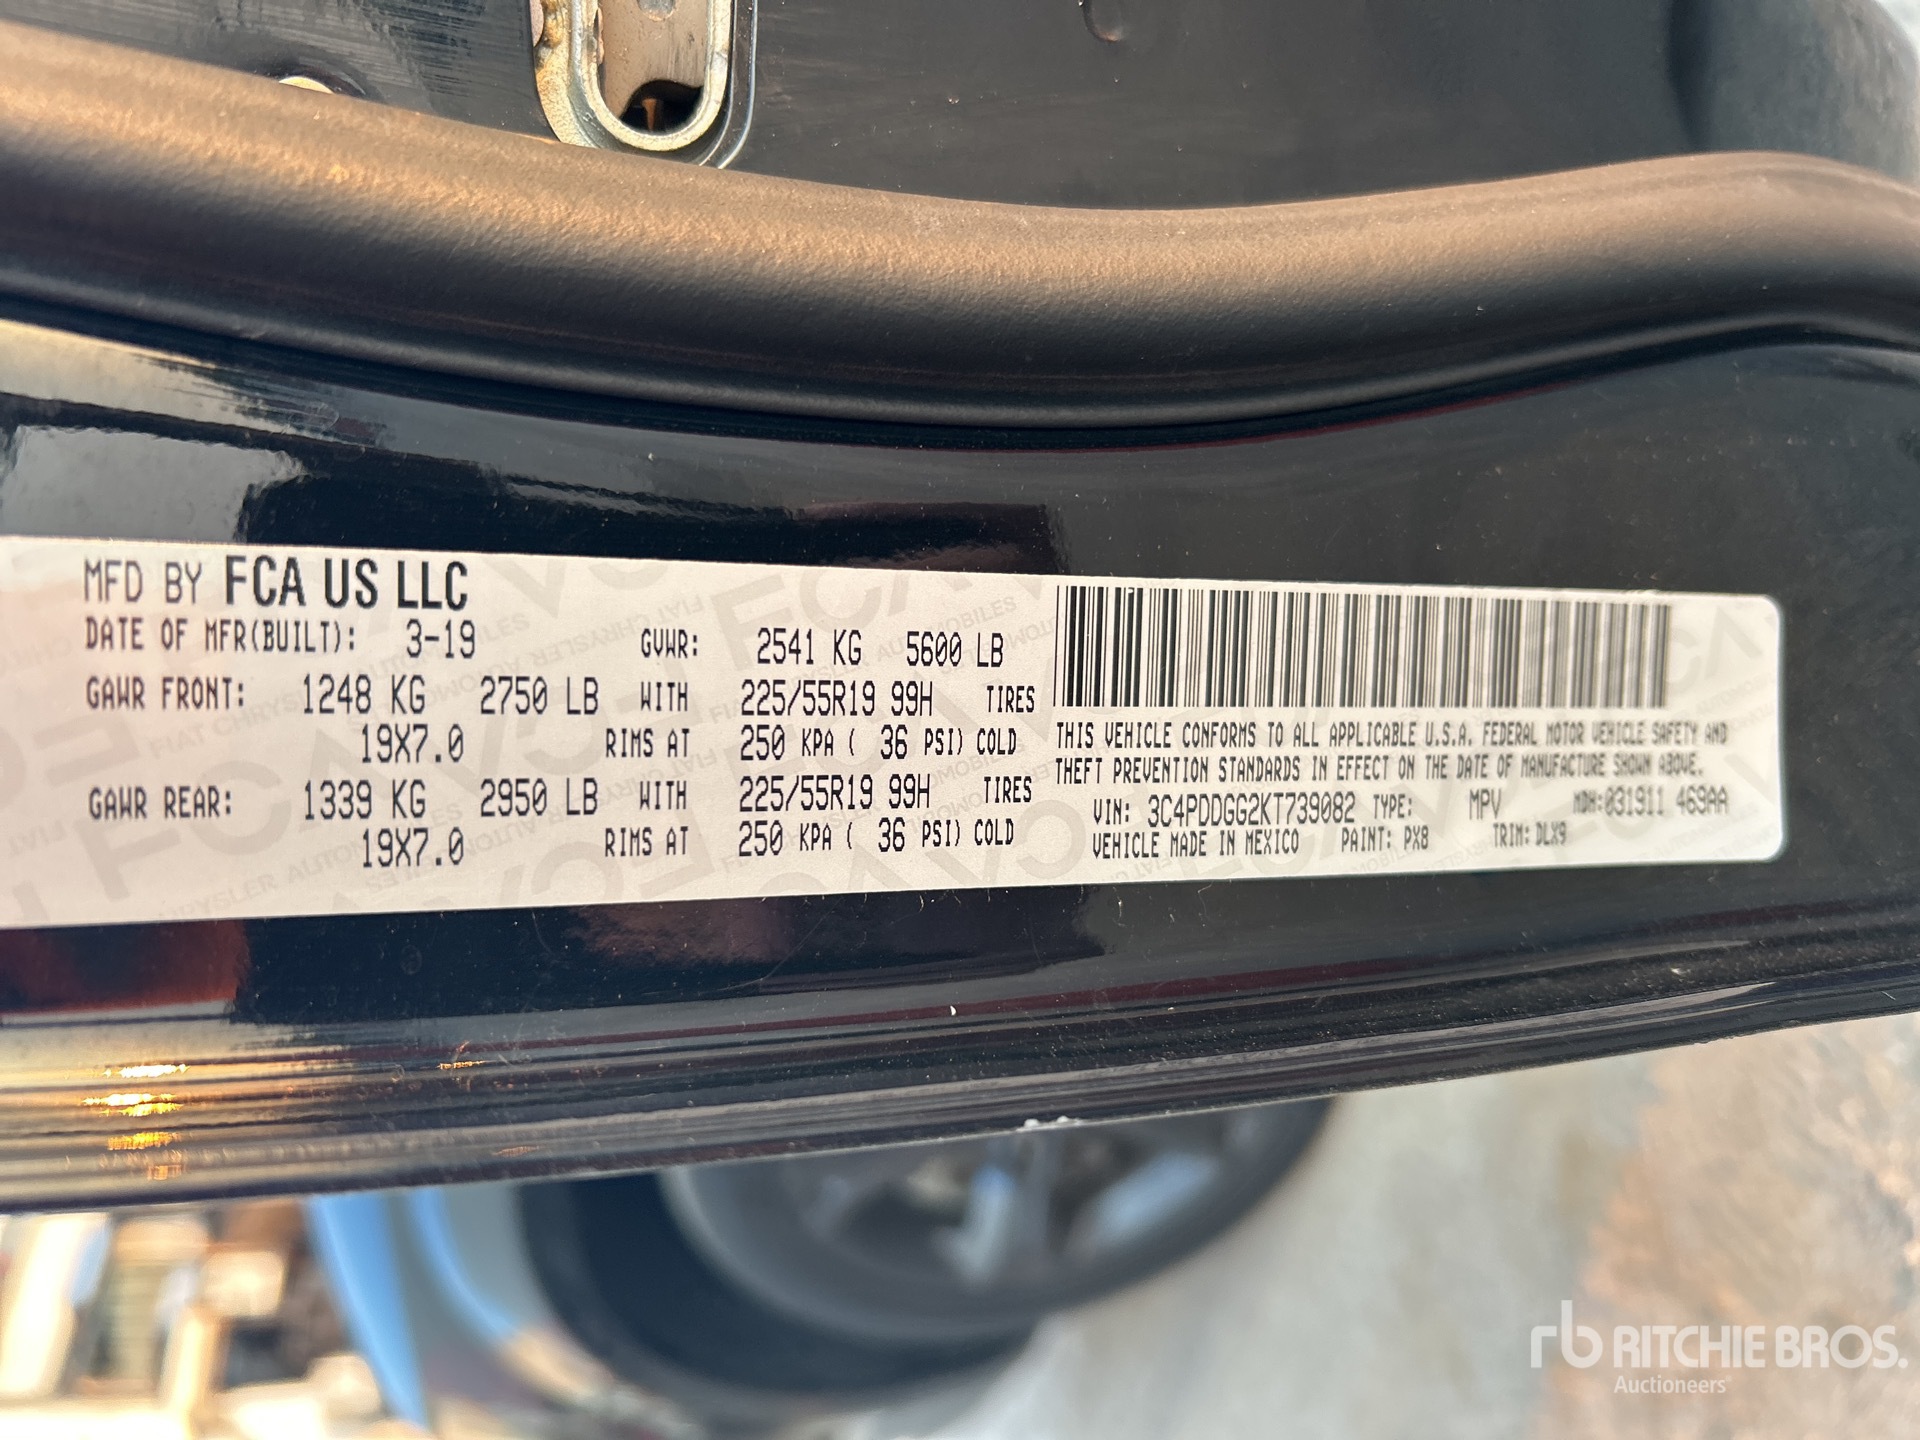 MFD BY FCA US LLC
DATE OF MFR(BUILT): 3-19 GVWR: 2541 KG 5600 LB
GAWR FRONT: 1248 KG 2750 LB WITH 225/55R19 99H TIRES
19X7.0 RIMS AT 250 KPA ( 36 PSI) COLD
GAWR REAR: 1339 KG 2950 LB WITH 225/55R19 99H TIRES
19X7.0 RIMS AT 250 KPA ( 36 PSI) COLD
THIS VEHICLE CONFORMS TO ALL APPLICABLE U.S.A. FEDERAL MOTOR VEHICLE SAFETY AND
THEFT PREVENTION STANDARDS IN EFFECT ON THE DATE OF MANUFACTURE SHOWN ABOVE.
VIN: 3C4PDDGG2KT739082 TYPE: MPV MDH:031911 469AA
VEHICLE MADE IN MEXICO PAINT: PX8 TRIM: DLX9
rb RITCHIE BROS.
Auctioneers